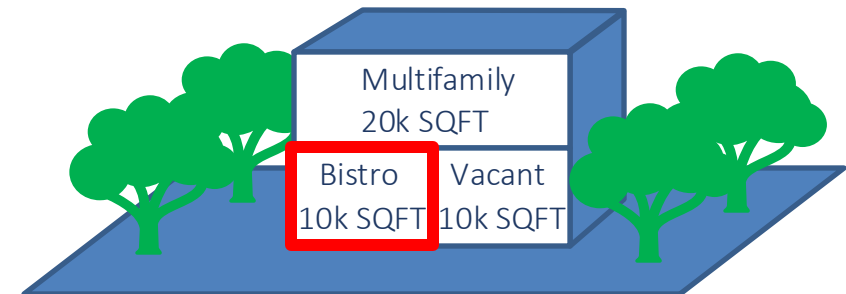 Multifamily
20k SQFT
Bistro
10k SQFT
Vacant
10k SQFT